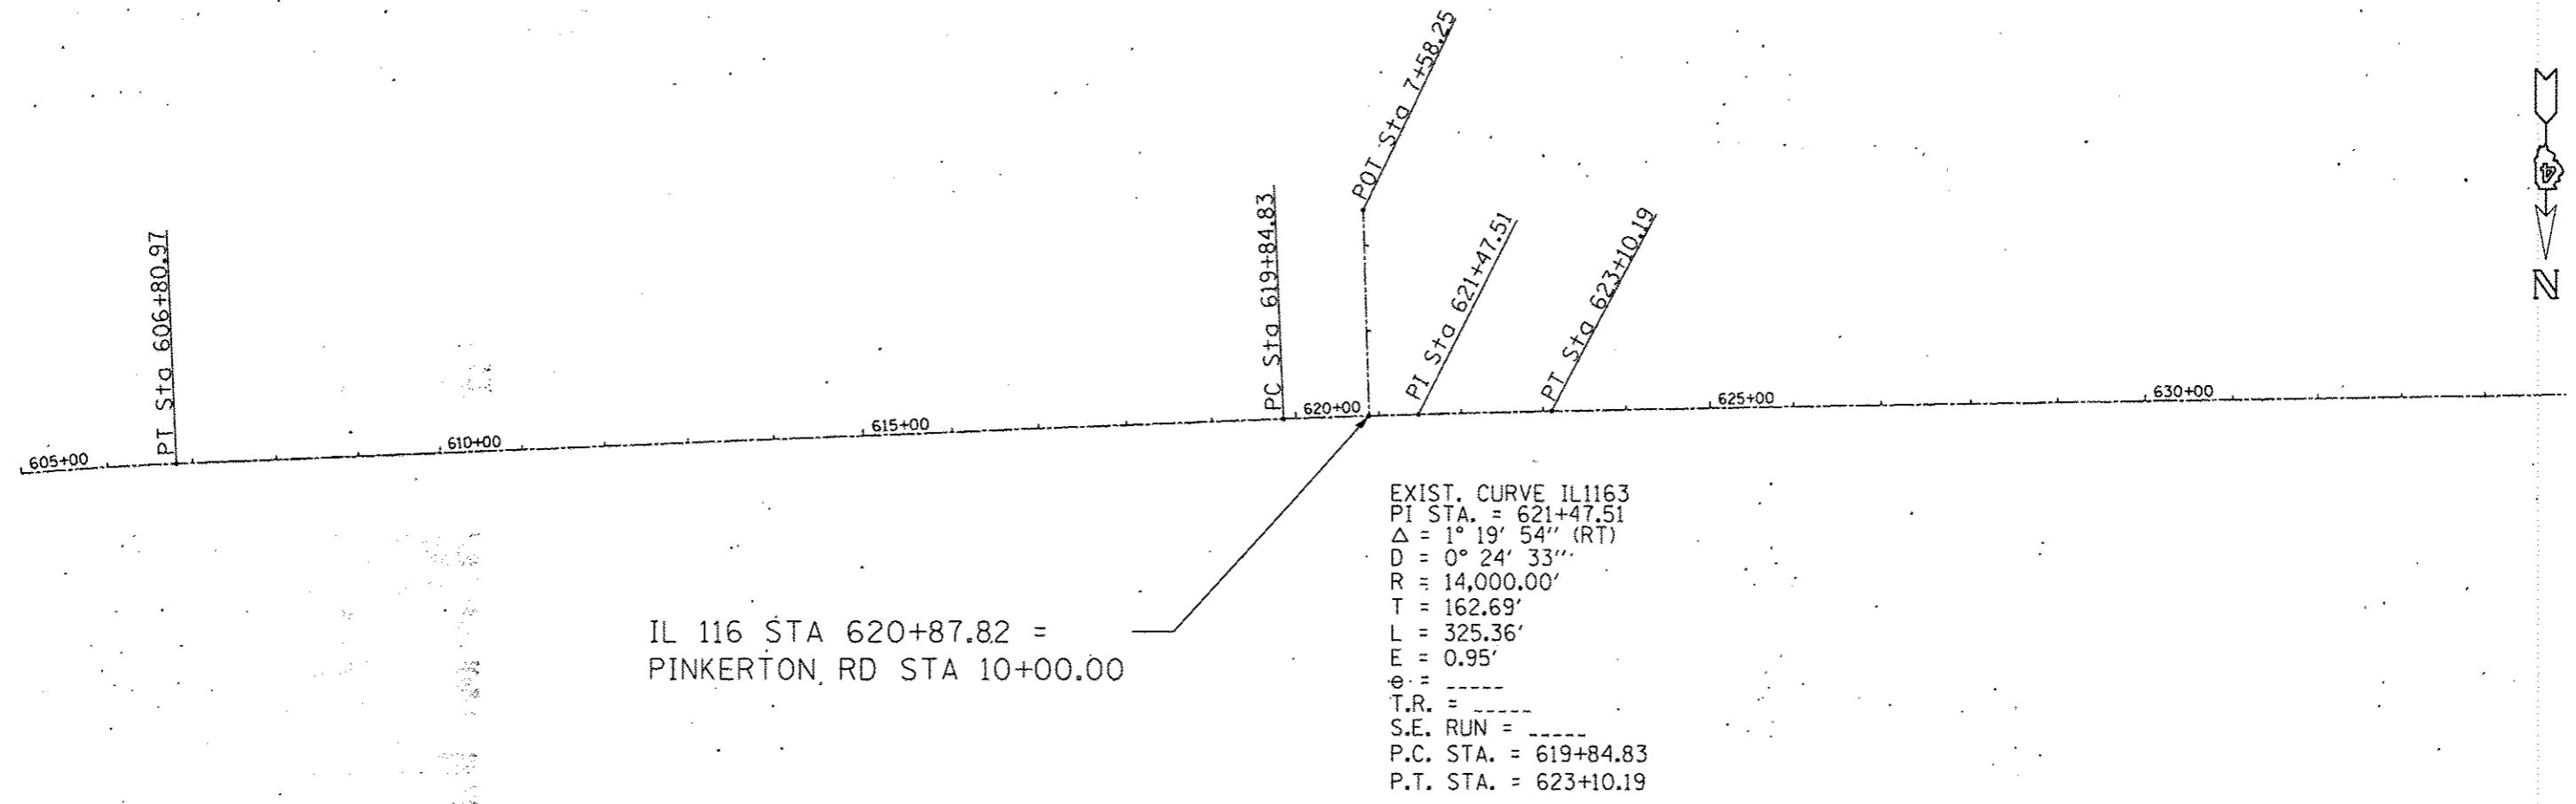 POT Sta 7+58.25
PT Sta 606+80.97
PC Sta 619+84.83
PI Sta 621+47.51
PT Sta 623+10.19
N
605+00
610+00
615+00
620+00
625+00
630+00
IL 116 STA 620+87.82 =
PINKERTON RD STA 10+00.00
EXIST. CURVE IL1163
PI STA. = 621+47.51
Δ = 1° 19' 54" (RT)
D = 0° 24' 33"
R = 14,000.00'
T = 162.69'
L = 325.36'
E = 0.95'
e = -----
T.R. = -----
S.E. RUN = -----
P.C. STA. = 619+84.83
P.T. STA. = 623+10.19